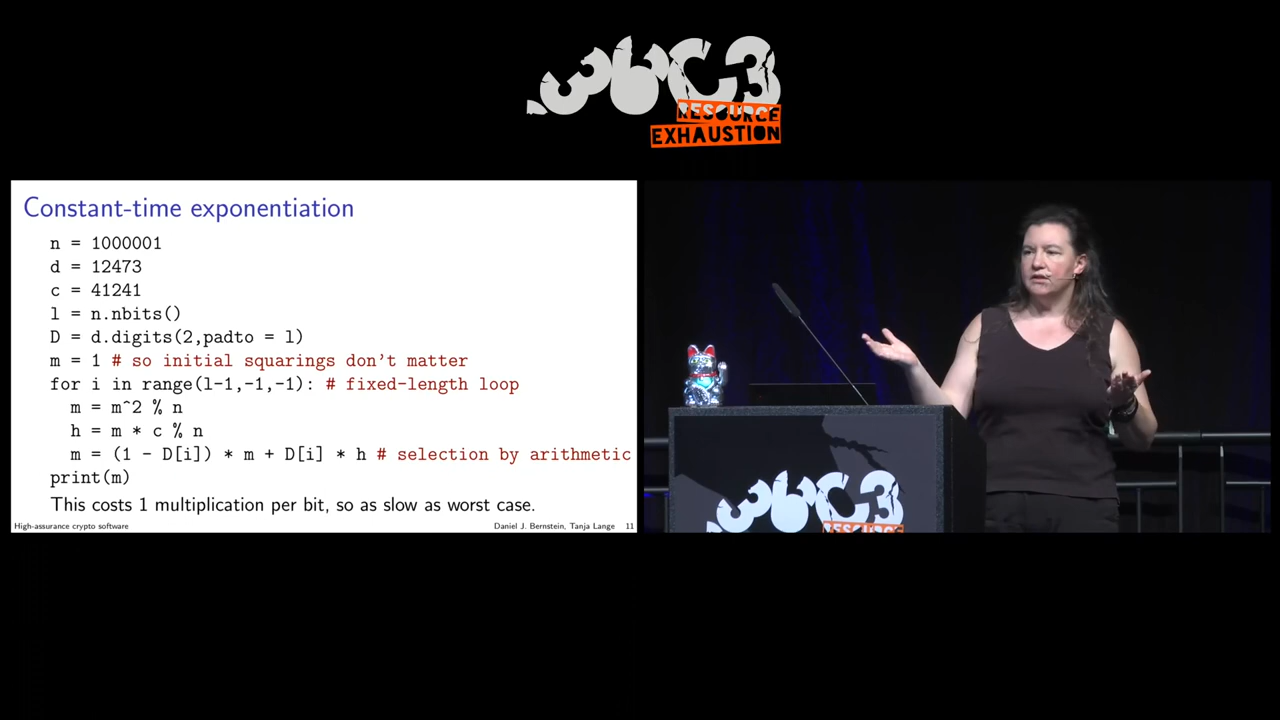 36C3
RESOURCE
EXHAUSTION
Constant-time exponentiation
n = 1000001
d = 12473
c = 41241
l = n.nbits()
D = d.digits(2,padto = l)
m = 1 # so initial squarings don't matter
for i in range(l-1,-1,-1): # fixed-length loop
m = m^2 % n
h = m * c % n
m = (1 - D[i]) * m + D[i] * h # selection by arithmetic
print(m)
This costs 1 multiplication per bit, so as slow as worst case.
High-assurance crypto software Daniel J. Bernstein, Tanja Lange 11
36C3
RESOURCE